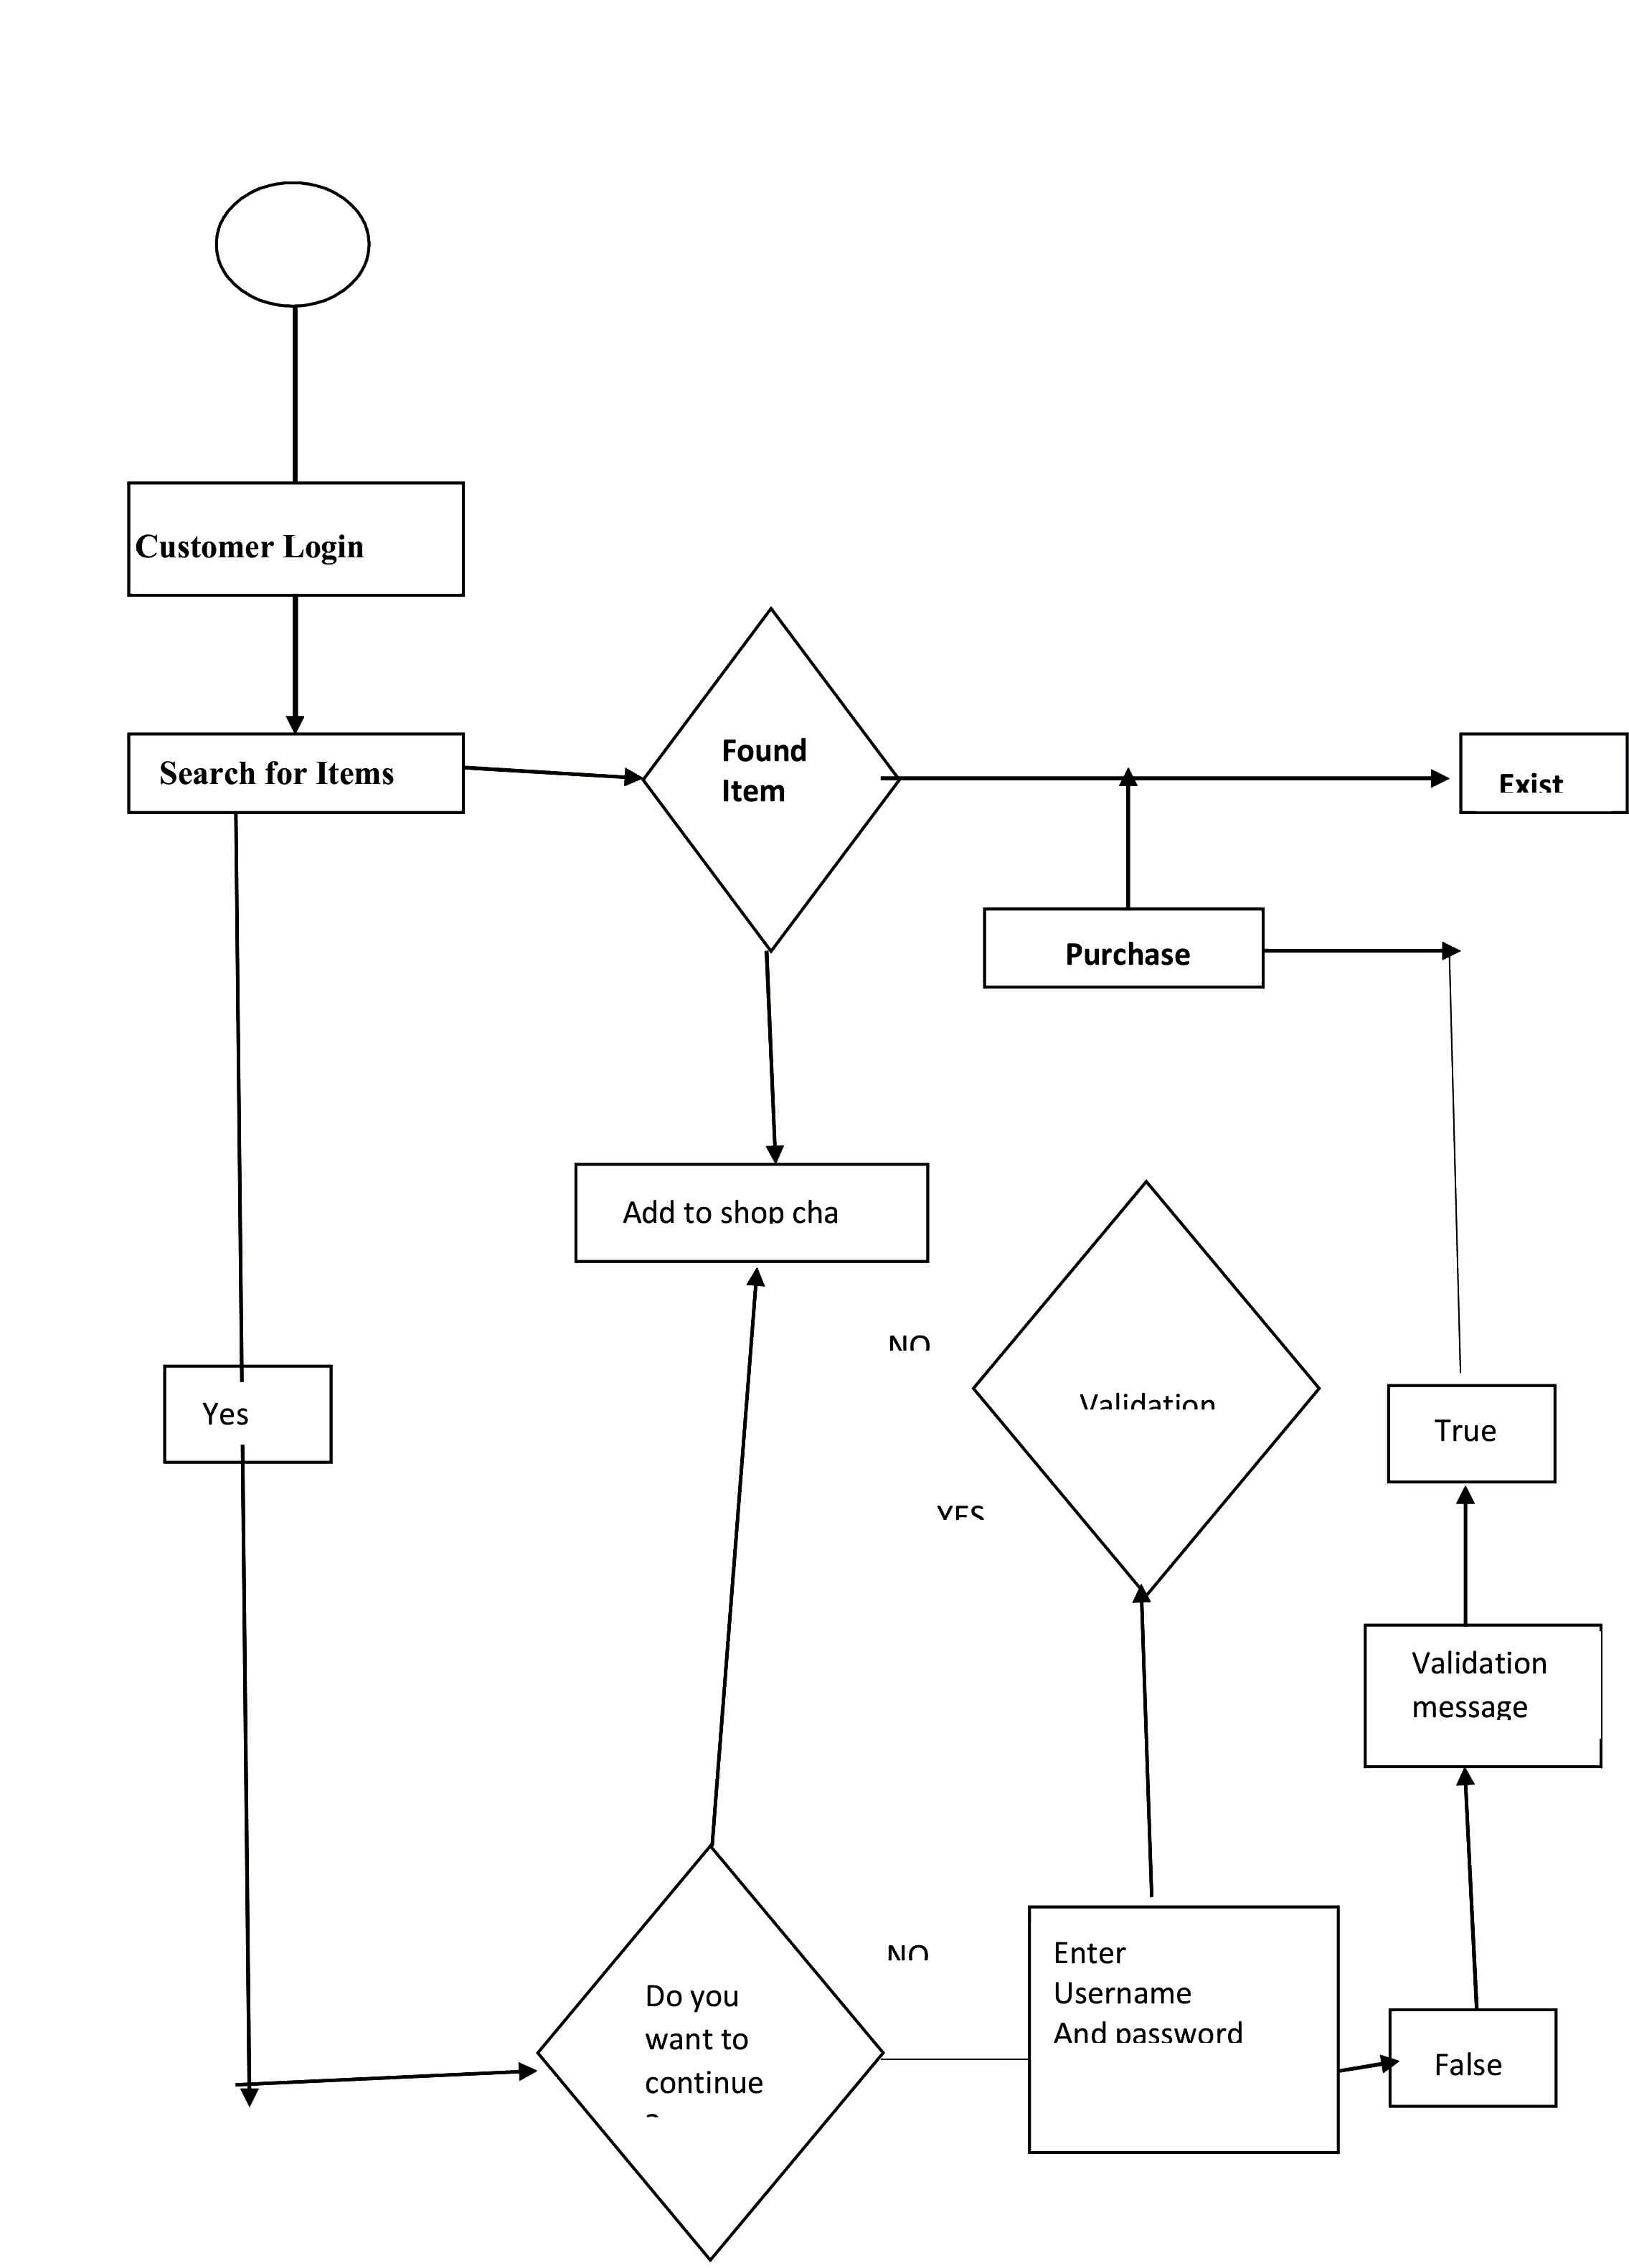 Customer Login
Search for Items
Found
Item
Exist
Purchase
Add to shop cha
NO
Validation
Yes
True
YES
Validation
message
NO
Enter
Username
And password
Do you
want to
continue
?
False